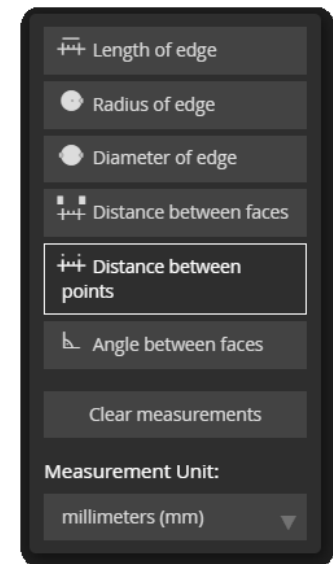 Length of edge
Radius of edge
Diameter of edge
Distance between faces
Distance between
points
Angle between faces
Clear measurements
Measurement Unit:
millimeters (mm)